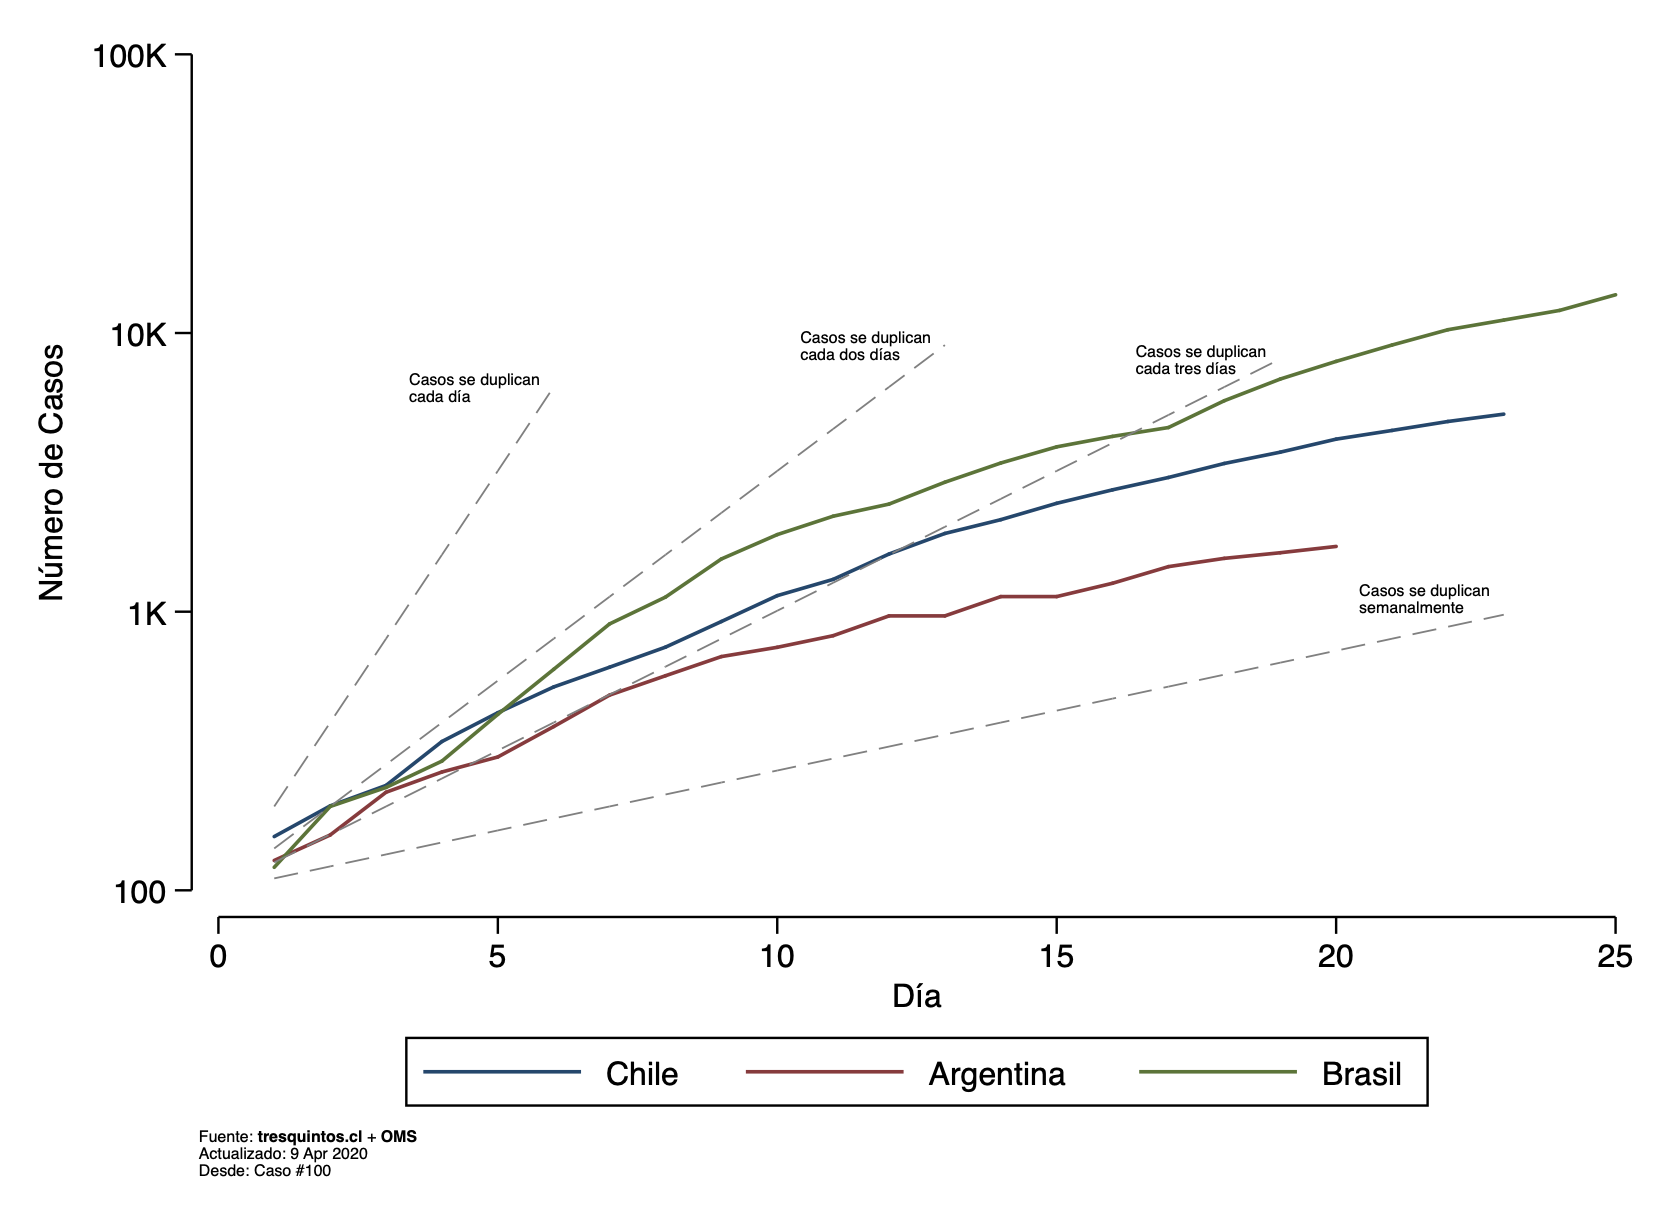 100K
10K
1K
100
Número de Casos
Casos se duplican
cada día
Casos se duplican
cada dos días
Casos se duplican
cada tres días
Casos se duplican
semanalmente
0 5 10 15 20 25
Día
Chile Argentina Brasil
Fuente: tresquintos.cl + OMS
Actualizado: 9 Apr 2020
Desde: Caso #100